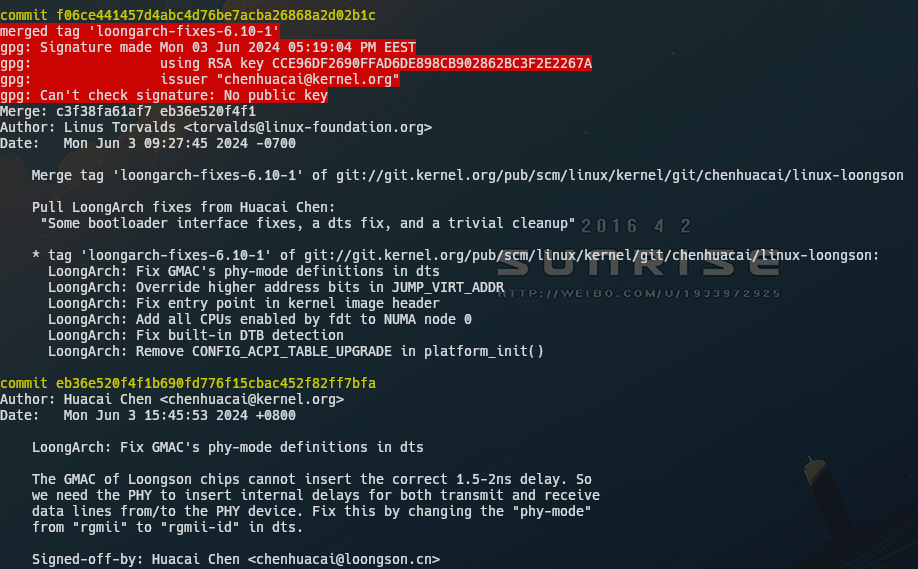 commit f06ce441457d4abc4d76be7acba26868a2d02b1c
merged tag 'loongarch-fixes-6.10-1'
gpg: Signature made Mon 03 Jun 2024 05:19:04 PM EEST
gpg:                using RSA key CCE96DF2690FFAD6DE898CB902862BC3F2E2267A
gpg:                issuer "chenhuacai@kernel.org"
gpg: Can't check signature: No public key
Merge: c3f38fa61af7 eb36e520f4f1
Author: Linus Torvalds <torvalds@linux-foundation.org>
Date:   Mon Jun 3 09:27:45 2024 -0700
    Merge tag 'loongarch-fixes-6.10-1' of git://git.kernel.org/pub/scm/linux/kernel/git/chenhuacai/linux-loongson
    Pull LoongArch fixes from Huacai Chen:
     "Some bootloader interface fixes, a dts fix, and a trivial cleanup"
2016 4 2
    * tag 'loongarch-fixes-6.10-1' of git://git.kernel.org/pub/scm/linux/kernel/git/chenhuacai/linux-loongson:
SUNRISE
      LoongArch: Fix GMAC's phy-mode definitions in dts
      LoongArch: Override higher address bits in JUMP_VIRT_ADDR
HTTP://WEIBO.COM/U/1933972925
      LoongArch: Fix entry point in kernel image header
      LoongArch: Add all CPUs enabled by fdt to NUMA node 0
      LoongArch: Fix built-in DTB detection
      LoongArch: Remove CONFIG_ACPI_TABLE_UPGRADE in platform_init()
commit eb36e520f4f1b690fd776f15cbac452f82ff7bfa
Author: Huacai Chen <chenhuacai@kernel.org>
Date:   Mon Jun 3 15:45:53 2024 +0800
    LoongArch: Fix GMAC's phy-mode definitions in dts
    The GMAC of Loongson chips cannot insert the correct 1.5-2ns delay. So
    we need the PHY to insert internal delays for both transmit and receive
    data lines from/to the PHY device. Fix this by changing the "phy-mode"
    from "rgmii" to "rgmii-id" in dts.
    Signed-off-by: Huacai Chen <chenhuacai@loongson.cn>